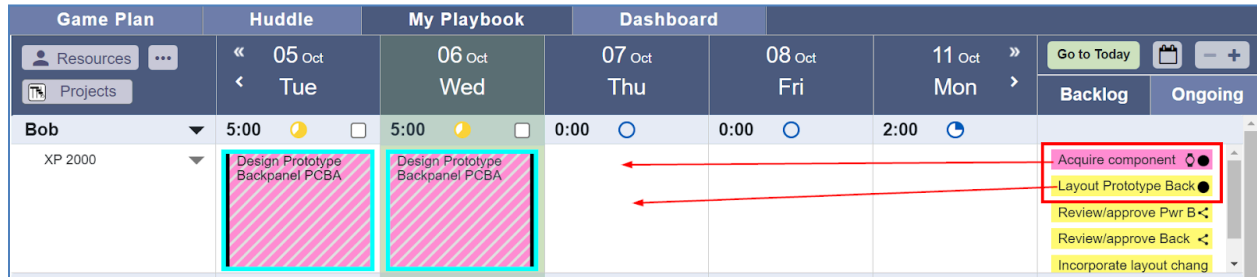 Game Plan Huddle My Playbook Dashboard
Resources ••• « 05 Oct 06 Oct 07 Oct 08 Oct 11 Oct » Go to Today − +
Projects < Tue Wed Thu Fri Mon > Backlog Ongoing
Bob 5:00 5:00 0:00 0:00 2:00
XP 2000
Design Prototype
Backpanel PCBA
Design Prototype
Backpanel PCBA
Acquire component
Layout Prototype Back
Review/approve Pwr B
Review/approve Back
Incorporate layout chang